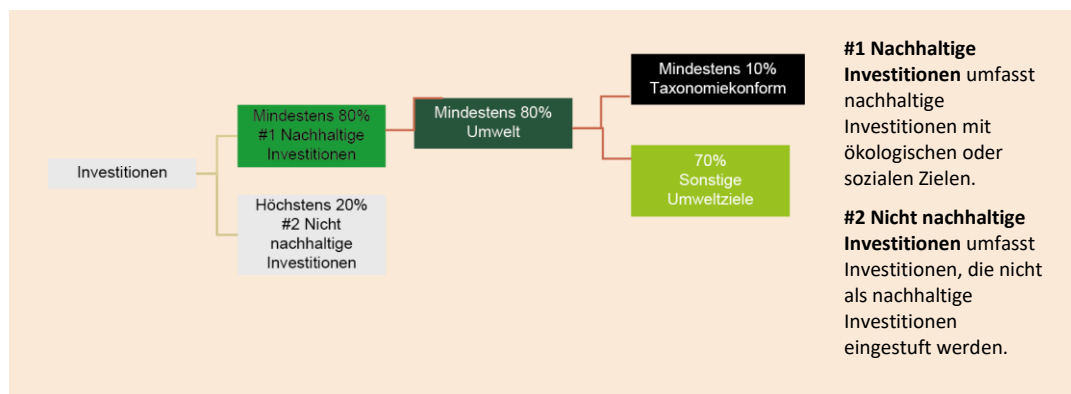 Investitionen
Mindestens 80%
#1 Nachhaltige
Investitionen
Höchstens 20%
#2 Nicht
nachhaltige
Investitionen
Mindestens 80%
Umwelt
Mindestens 10%
Taxonomiekonform
70%
Sonstige
Umweltziele
#1 Nachhaltige
Investitionen umfasst
nachhaltige
Investitionen mit
ökologischen oder
sozialen Zielen.
#2 Nicht nachhaltige
Investitionen umfasst
Investitionen, die nicht
als nachhaltige
Investitionen
eingestuft werden.